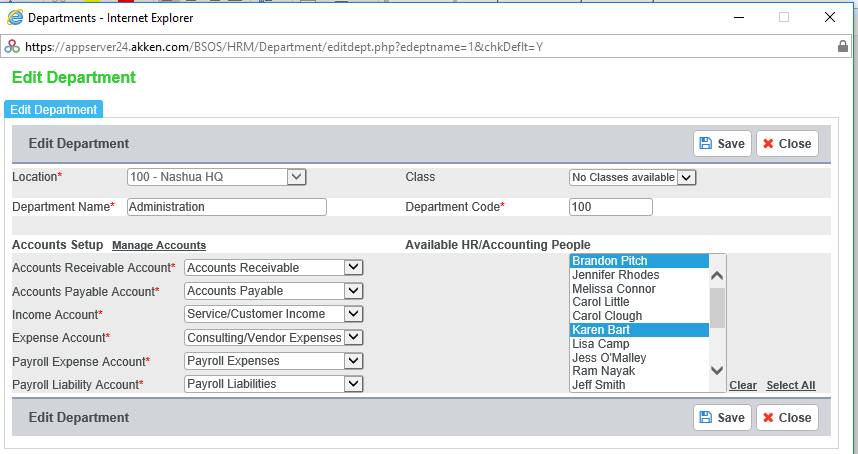 Departments - Internet Explorer
https://appserver24.akken.com/BSOS/HRM/Department/editdept.php?edeptname=1&chkDeflt=Y
Edit Department
Edit Department
Edit Department Save Close
Location* 100 - Nashua HQ Class No Classes available
Department Name* Administration Department Code* 100
Accounts Setup Manage Accounts Available HR/Accounting People
Accounts Receivable Account* Accounts Receivable
Accounts Payable Account* Accounts Payable
Income Account* Service/Customer Income
Expense Account* Consulting/Vendor Expenses
Payroll Expense Account* Payroll Expenses
Payroll Liability Account* Payroll Liabilities
Brandon Pitch
Jennifer Rhodes
Melissa Connor
Carol Little
Carol Clough
Karen Bart
Lisa Camp
Jess O'Malley
Ram Nayak
Jeff Smith
Clear Select All
Edit Department Save Close